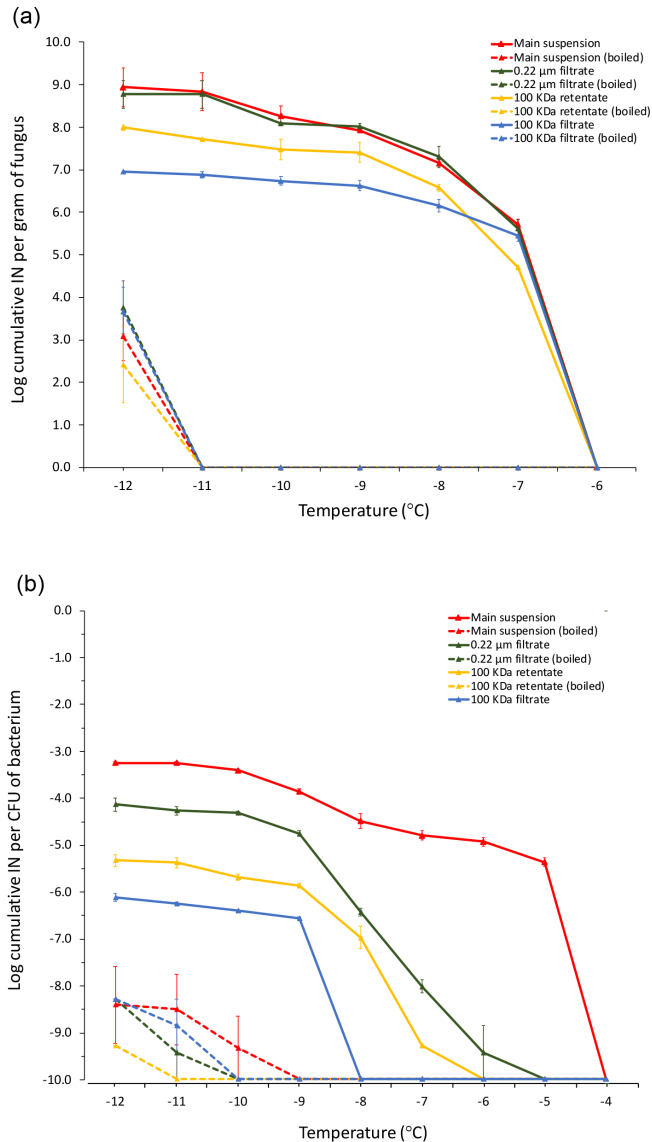 (a)
10.0
9.0
8.0
7.0
6.0
5.0
4.0
3.0
2.0
1.0
0.0
Log cumulative IN per gram of fungus
Main suspension
Main suspension (boiled)
0.22 µm filtrate
0.22 µm filtrate (boiled)
100 KDa retentate
100 KDa retentate (boiled)
100 KDa filtrate
100 KDa filtrate (boiled)
-12 -11 -10 -9 -8 -7 -6
Temperature (°C)
(b)
0.0
-1.0
-3.0
-4.0
-5.0
-6.0
-7.0
-8.0
-9.0
-10.0
Log cumulative IN per CFU of bacterium
Main suspension
Main suspension (boiled)
0.22 µm filtrate
0.22 µm filtrate (boiled)
100 KDa retentate
100 KDa retentate (boiled)
100 KDa filtrate
-12 -11 -10 -9 -8 -7 -6 -5 -4
Temperature (°C)